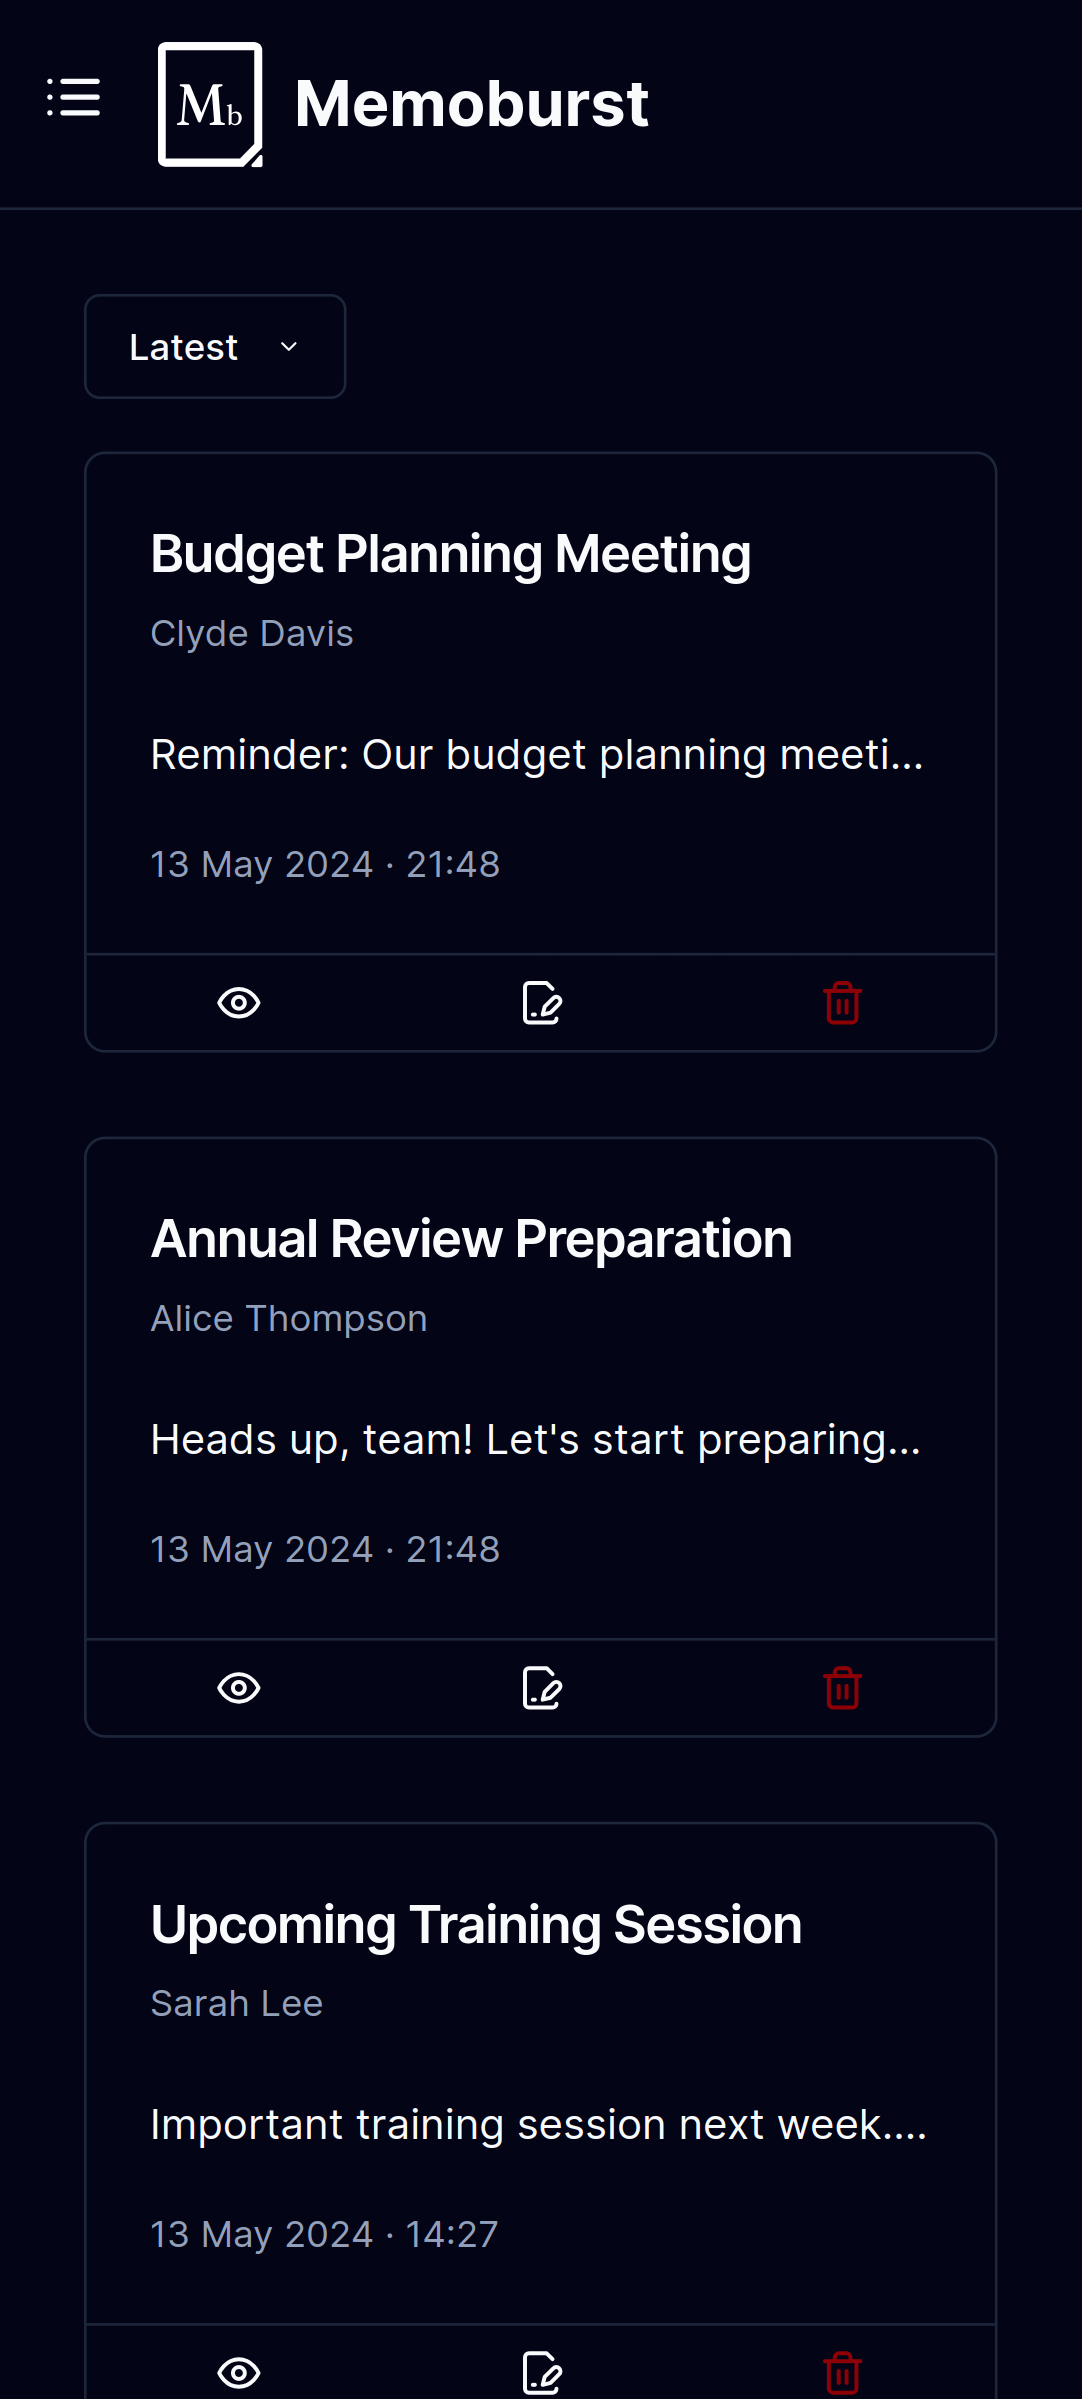 Mb Memoburst
Latest
Budget Planning Meeting
Clyde Davis
Reminder: Our budget planning meeti...
13 May 2024 · 21:48
Annual Review Preparation
Alice Thompson
Heads up, team! Let's start preparing...
13 May 2024 · 21:48
Upcoming Training Session
Sarah Lee
Important training session next week....
13 May 2024 · 14:27